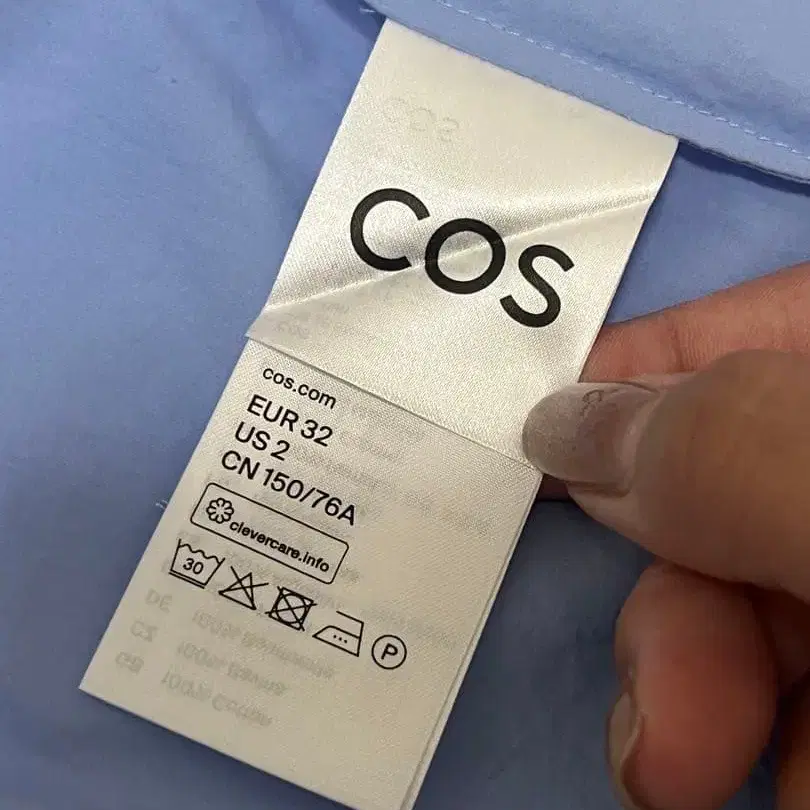 COS
cos.com
EUR 32
US 2
CN 150/76A
clevercare.info
30
P